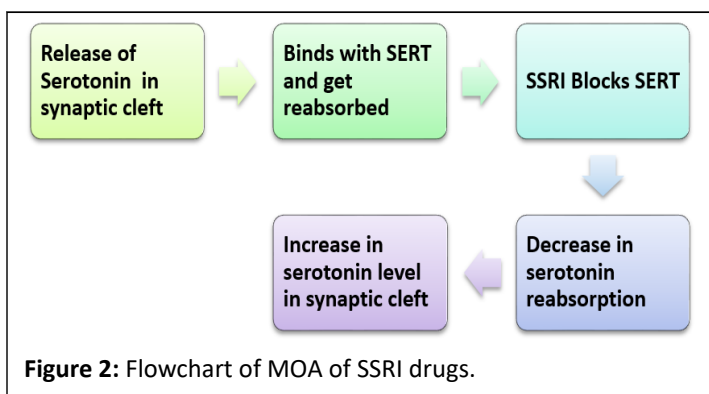 Release of
Serotonin in
synaptic cleft
Binds with SERT
and get
reabsorbed
SSRI Blocks SERT
Decrease in
serotonin
reabsorption
Increase in
serotonin level
in synaptic cleft
Figure 2: Flowchart of MOA of SSRI drugs.